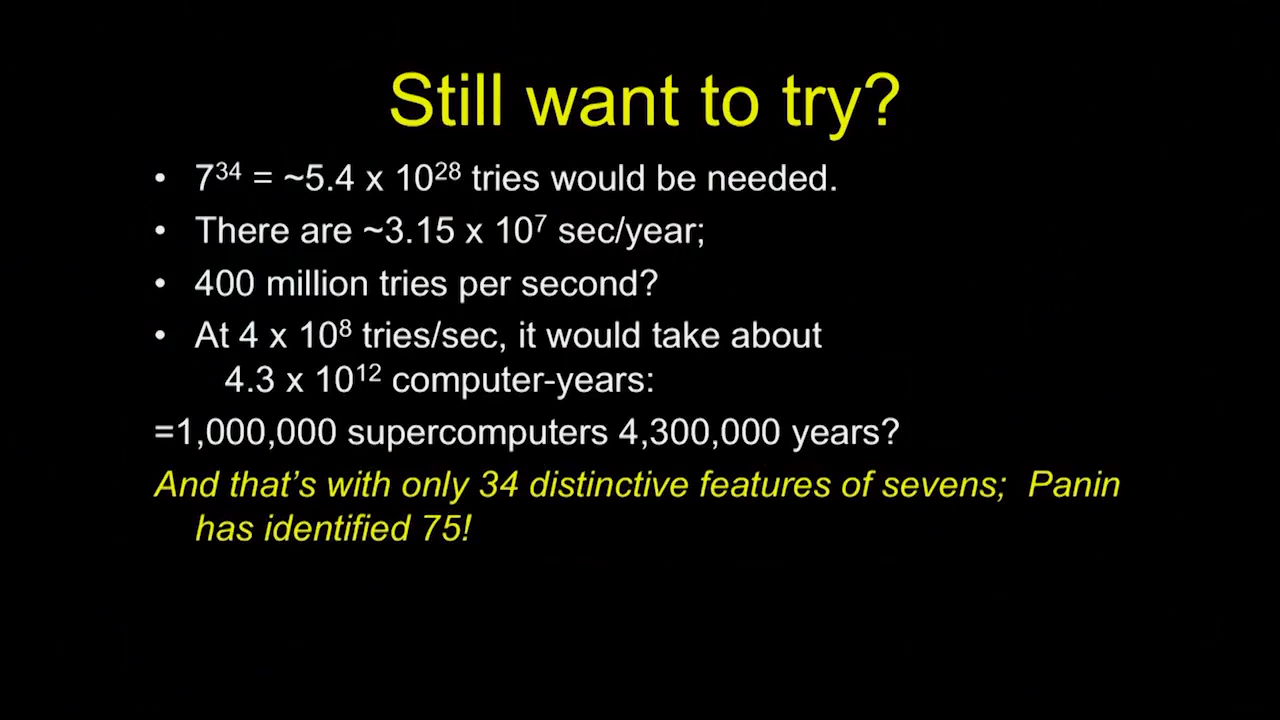 Still want to try?
• 7³⁴ = ~5.4 x 10²⁸ tries would be needed.
• There are ~3.15 x 10⁷ sec/year;
• 400 million tries per second?
• At 4 x 10⁸ tries/sec, it would take about
4.3 x 10¹² computer-years:
=1,000,000 supercomputers 4,300,000 years?
And that's with only 34 distinctive features of sevens; Panin
has identified 75!